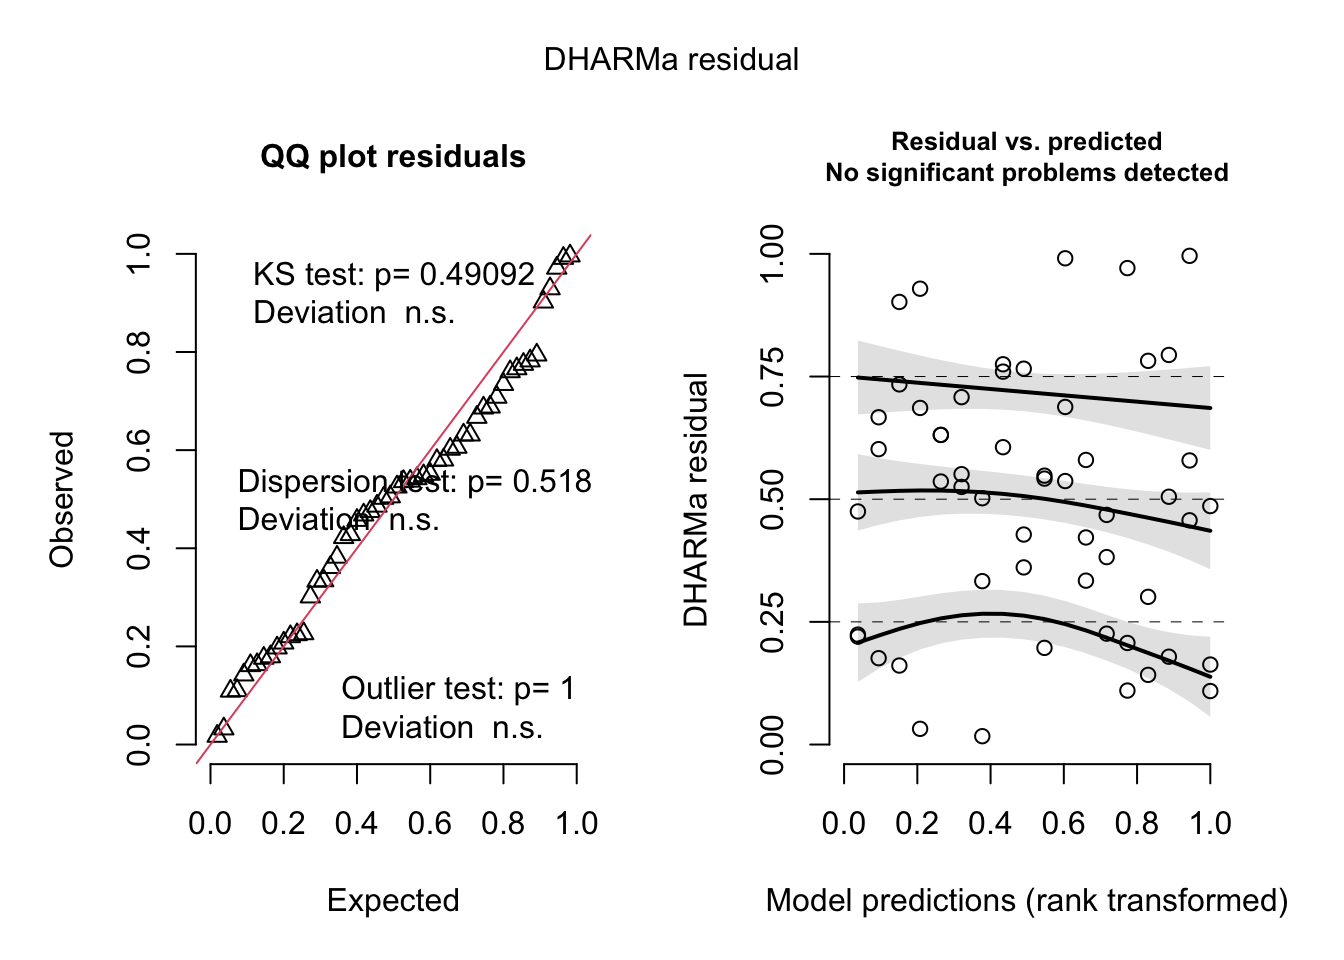 DHARMa residual
QQ plot residuals
KS test: p= 0.49092
Deviation  n.s.
Dispersion test: p= 0.518
Deviation  n.s.
Outlier test: p= 1
Deviation  n.s.
Observed
0.0
0.2
0.4
0.6
0.8
1.0
0.0 0.2 0.4 0.6 0.8 1.0
Expected
Residual vs. predicted
No significant problems detected
DHARMa residual
0.00
0.25
0.50
0.75
1.00
0.0 0.2 0.4 0.6 0.8 1.0
Model predictions (rank transformed)